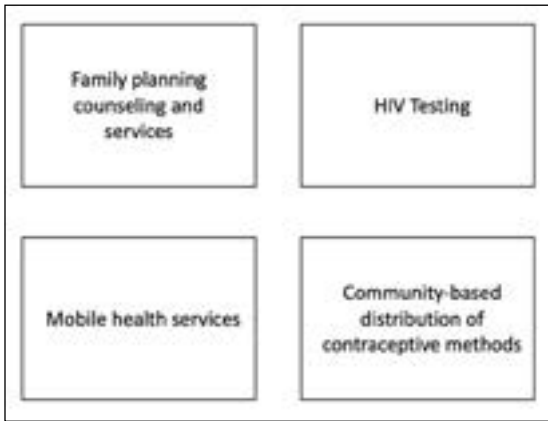 Family planning
counseling and
services
HIV Testing
Mobile health services
Community-based
distribution of
contraceptive methods